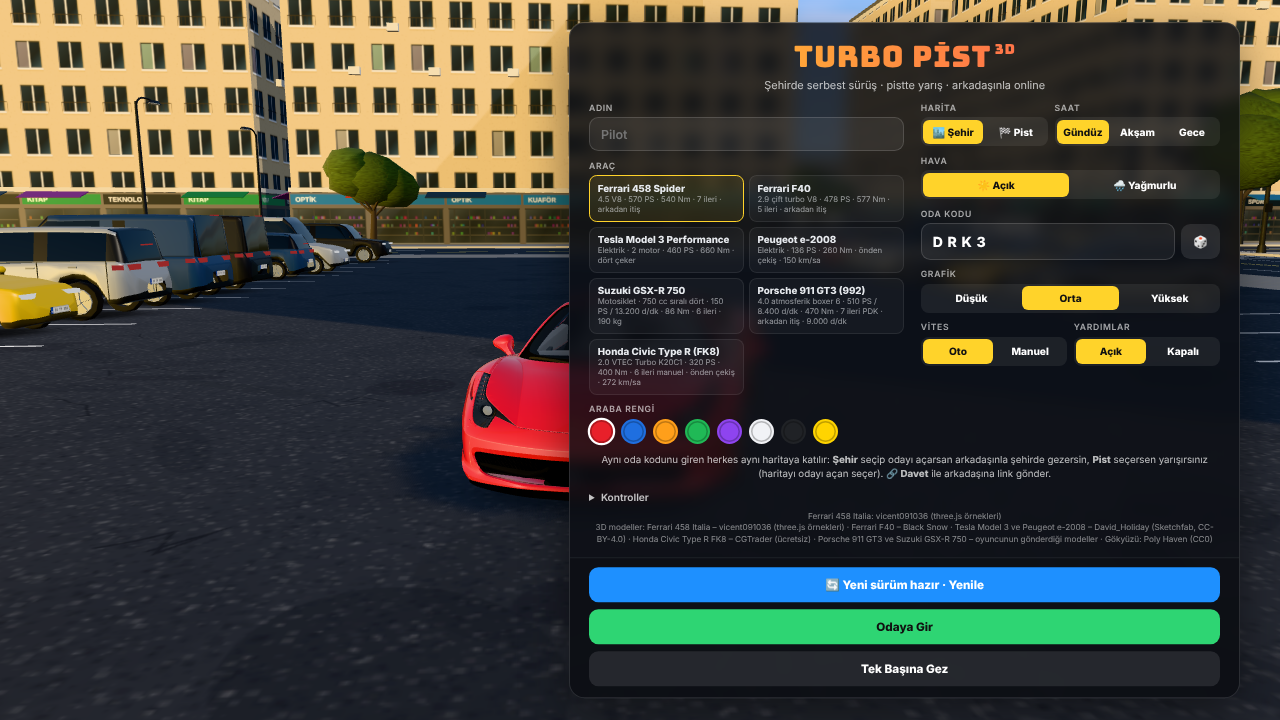 TURBO PİST 3D
Şehirde serbest sürüş · pistte yarış · arkadaşınla online
ADIN
Pilot
ARAÇ
Ferrari 458 Spider
4.5 V8 · 570 PS · 540 Nm · 7 ileri ·
arkadan itiş
Ferrari F40
2.9 çift turbo V8 · 478 PS · 577 Nm ·
5 ileri · arkadan itiş
Tesla Model 3 Performance
Elektrik · 2 motor · 460 PS · 660 Nm ·
dört çeker
Peugeot e-2008
Elektrik · 136 PS · 260 Nm · önden
çekiş · 150 km/sa
Suzuki GSX-R 750
Motosiklet · 750 cc sıralı dört · 150
PS / 13.200 d/dk · 86 Nm · 6 ileri ·
190 kg
Porsche 911 GT3 (992)
4.0 atmosferik boxer 6 · 510 PS /
8.400 d/dk · 470 Nm · 7 ileri PDK ·
arkadan itiş · 9.000 d/dk
Honda Civic Type R (FK8)
2.0 VTEC Turbo K20C1 · 320 PS ·
400 Nm · 6 ileri manuel · önden çekiş
· 272 km/sa
HARİTA
🏙️ Şehir
🏁 Pist
SAAT
Gündüz
Akşam
Gece
HAVA
☀️ Açık
🌧️ Yağmurlu
ODA KODU
DRK3
🎲
GRAFİK
Düşük
Orta
Yüksek
VİTES
Oto
Manuel
YARDIMLAR
Açık
Kapalı
ARABA RENGİ
Aynı oda kodunu giren herkes aynı haritaya katılır: Şehir seçip odayı açarsan arkadaşınla şehirde gezersin, Pist seçersen yarışırsınız
(haritayı odayı açan seçer). 🔗 Davet ile arkadaşına link gönder.
▶ Kontroller
Ferrari 458 Italia: vicent091036 (three.js örnekleri)
3D modeller: Ferrari 458 Italia – vicent091036 (three.js örnekleri) · Ferrari F40 – Black Snow · Tesla Model 3 ve Peugeot e-2008 – David_Holiday (Sketchfab, CC-
BY-4.0) · Honda Civic Type R FK8 – CGTrader (ücretsiz) · Porsche 911 GT3 ve Suzuki GSX-R 750 – oyuncunun gönderdiği modeller · Gökyüzü: Poly Haven (CC0)
🔄 Yeni sürüm hazır · Yenile
Odaya Gir
Tek Başına Gez
KİTAP
TEKNOLO
KİTAP
OPTİK
OPTİK
KUAFÖR
SPOR